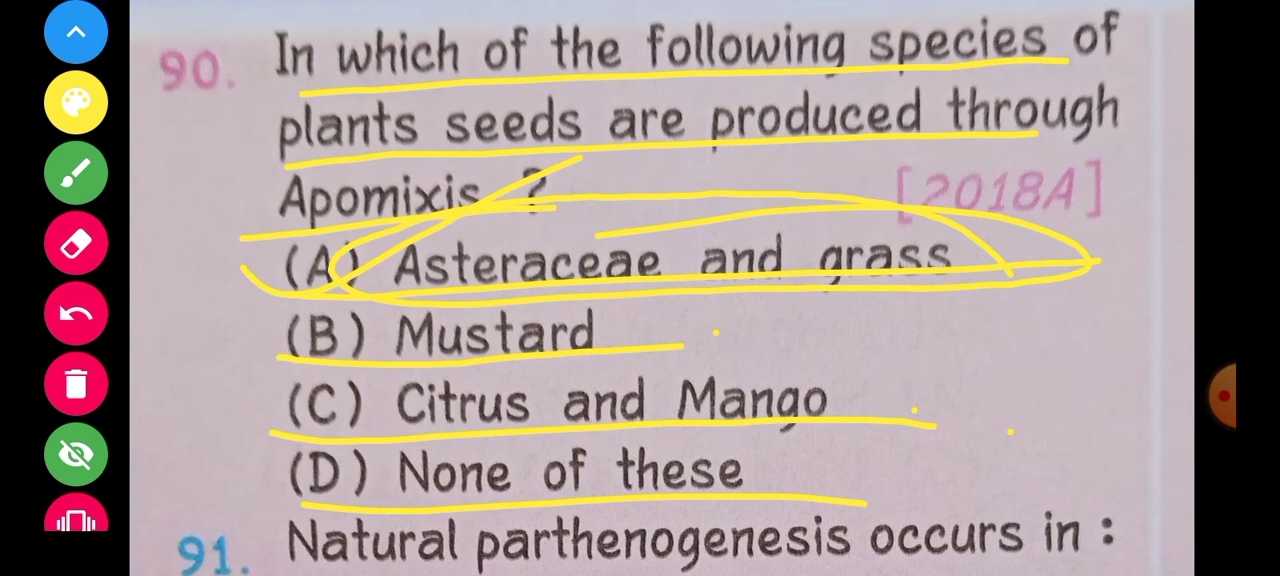 90. In which of the following species of
plants seeds are produced through
Apomixis ? [2018A]
(A) Asteraceae and grass
(B) Mustard
(C) Citrus and Mango
(D) None of these
91. Natural parthenogenesis occurs in :